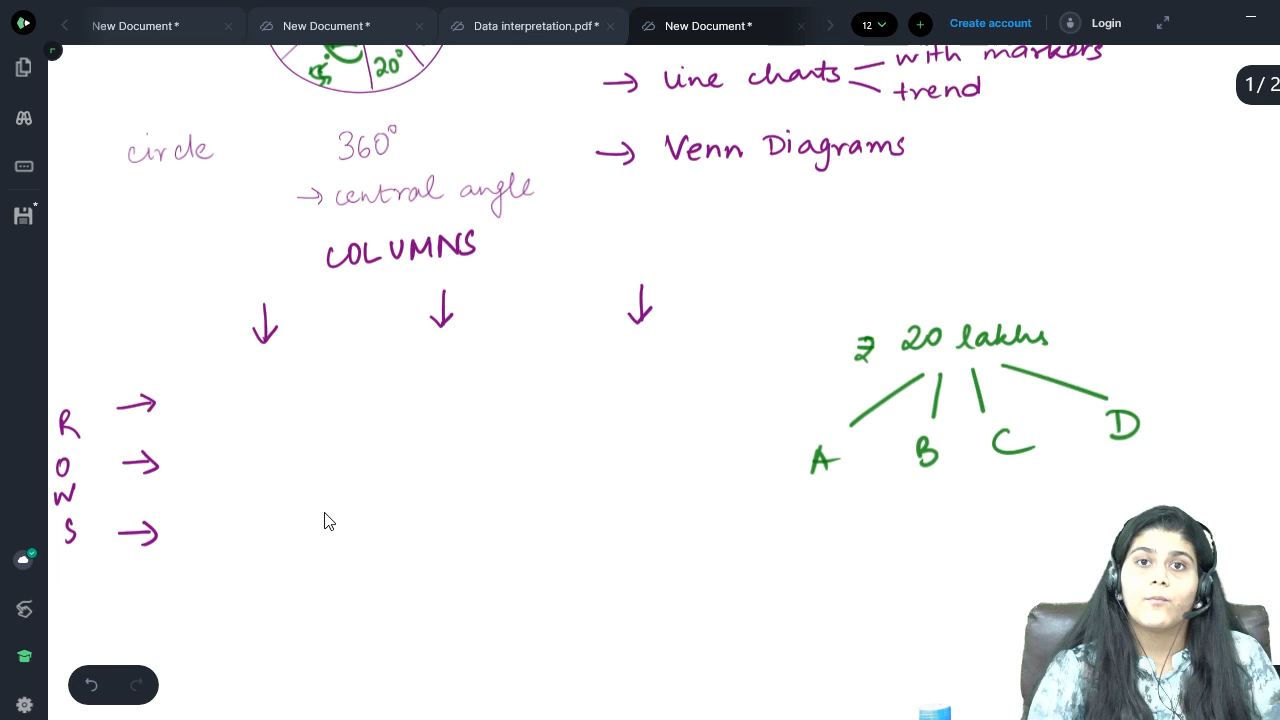 New Document*
New Document*
Data interpretation.pdf*
New Document*
12
Create account
Login
1/2
20°
with markers
→ line charts
trend
circle
360°
→ Venn Diagrams
→ central angle
COLUMNS
₹ 20 lakhs
A B C D
R
O
W
S